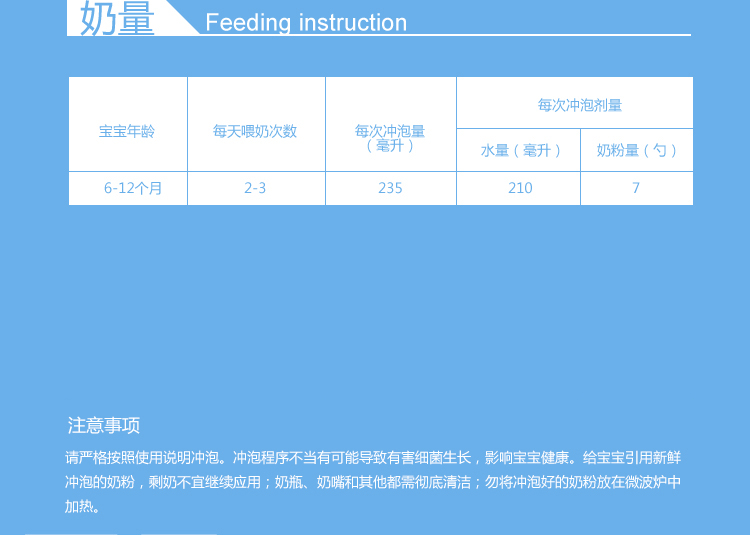 奶量 Feeding instruction
每次冲泡剂量
宝宝年龄 每天喂奶次数 每次冲泡量
（毫升）
水量（毫升） 奶粉量（勺）
6-12个月 2-3 235 210 7
注意事项
请严格按照使用说明冲泡。冲泡程序不当有可能导致有害细菌生长，影响宝宝健康。给宝宝引用新鲜
冲泡的奶粉，剩奶不宜继续应用；奶瓶、奶嘴和其他都需彻底清洁；勿将冲泡好的奶粉放在微波炉中
加热。